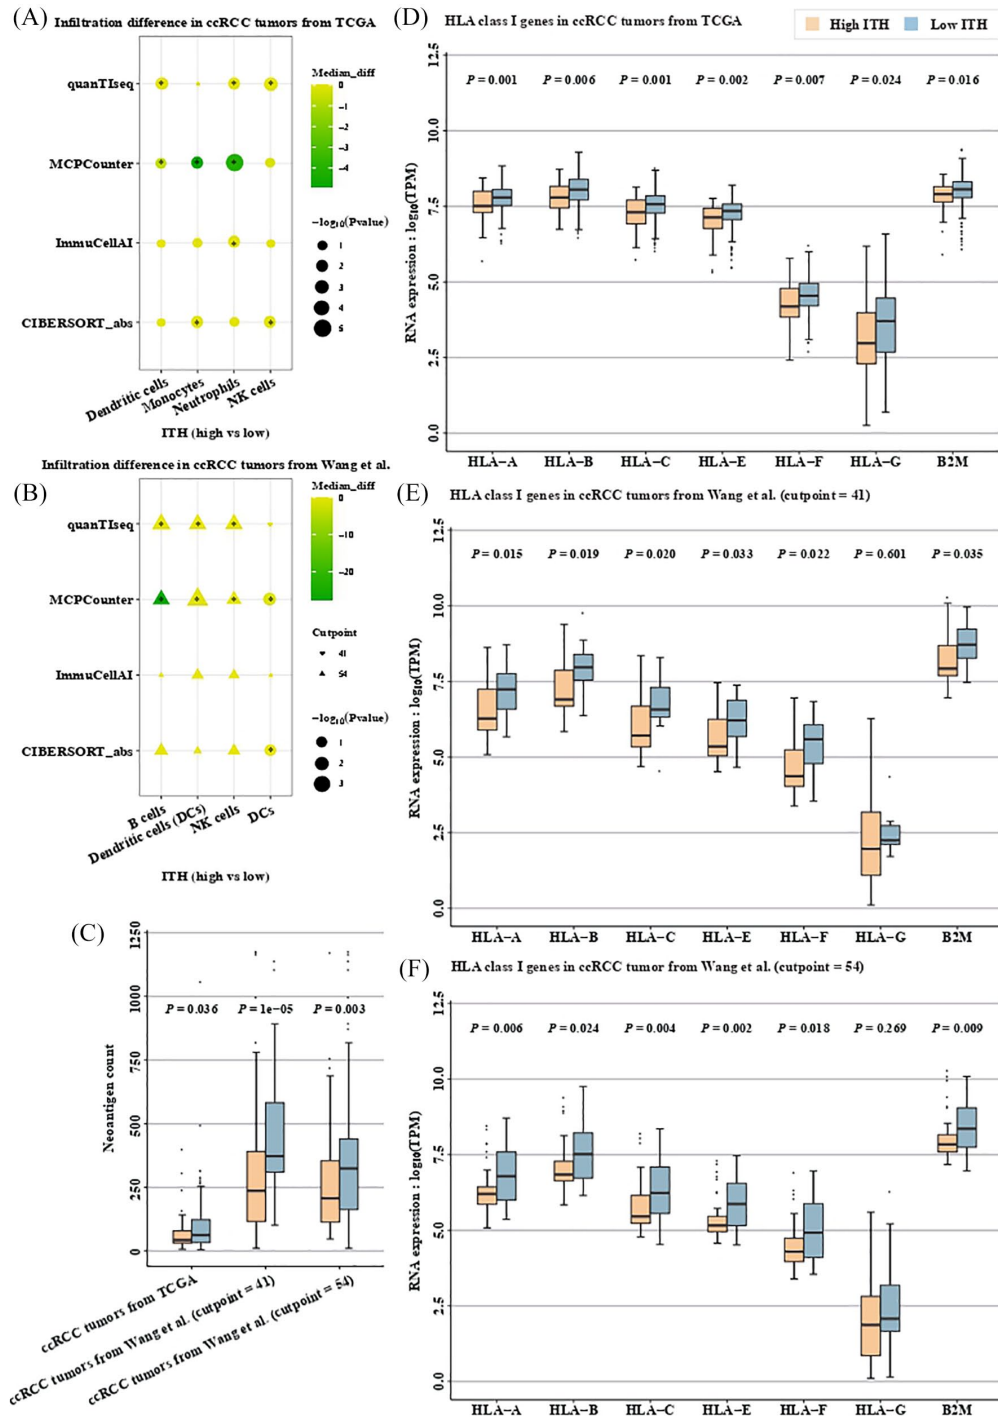 (A)
Infiltration difference in ccRCC tumors from TCGA
quanTIseq
MCPCounter
ImmuCellAI
CIBERSORT_abs
Dendritic cells
Monocytes
Neutrophils
NK cells
ITH (high vs low)
Median_diff
0
-1
-2
-3
-4
-log10(Pvalue)
1
2
3
4
5
(B)
Infiltration difference in ccRCC tumors from Wang et al.
quanTIseq
MCPCounter
ImmuCellAI
CIBERSORT_abs
B cells
Dendritic cells (DCs)
NK cells
DCs
ITH (high vs low)
Median_diff
0
-10
-20
Cutpoint
41
54
-log10(Pvalue)
1
2
3
(C)
Neoantigen count
1250
1000
750
500
250
0
P = 0.036
P = 1e-05
P = 0.003
ccRCC tumors from TCGA
ccRCC tumors from Wang et al. (cutpoint = 41)
ccRCC tumors from Wang et al. (cutpoint = 54)
(D)
HLA class I genes in ccRCC tumors from TCGA
High ITH
Low ITH
RNA expression : log10(TPM)
12.5
10.0
7.5
5.0
2.5
0.0
P = 0.001
P = 0.006
P = 0.001
P = 0.002
P = 0.007
P = 0.024
P = 0.016
HLA-A
HLA-B
HLA-C
HLA-E
HLA-F
HLA-G
B2M
(E)
HLA class I genes in ccRCC tumors from Wang et al. (cutpoint = 41)
RNA expression : log10(TPM)
12.5
10.0
7.5
5.0
2.5
0.0
P = 0.015
P = 0.019
P = 0.020
P = 0.033
P = 0.022
P = 0.601
P = 0.035
HLA-A
HLA-B
HLA-C
HLA-E
HLA-F
HLA-G
B2M
(F)
HLA class I genes in ccRCC tumor from Wang et al. (cutpoint = 54)
RNA expression : log10(TPM)
12.5
10.0
7.5
5.0
2.5
0.0
P = 0.006
P = 0.024
P = 0.004
P = 0.002
P = 0.018
P = 0.269
P = 0.009
HLA-A
HLA-B
HLA-C
HLA-E
HLA-F
HLA-G
B2M